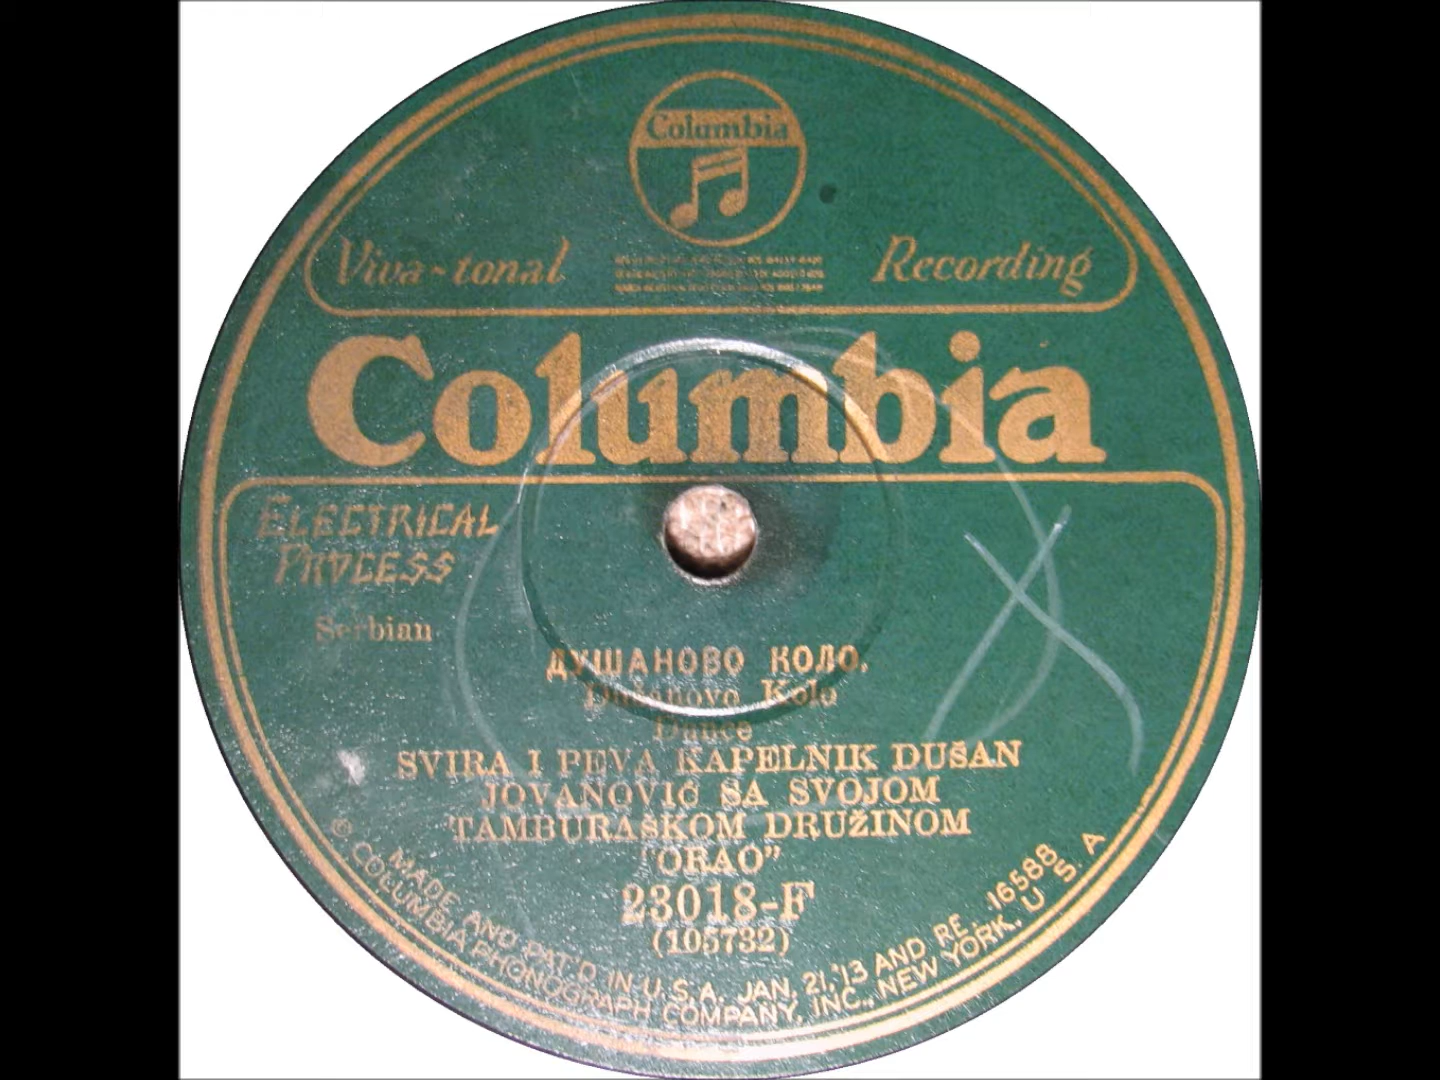 Columbia
Viva-tonal Recording
Columbia
ELECTRICAL
PROCESS
Serbian
ДУШАНОВО КОЛО.
Dušanovo Kolo
Dance
SVIRA I PEVA KAPELNIK DUŠAN
JOVANOVIĆ SA SVOJOM
TAMBURAŠKOM DRUŽINOM
"ORAO"
23018-F
(105732)
MADE AND PAT'D IN U.S.A. JAN. 21,'13 AND RE. 16588
© COLUMBIA PHONOGRAPH COMPANY, INC., NEW YORK, U.S.A